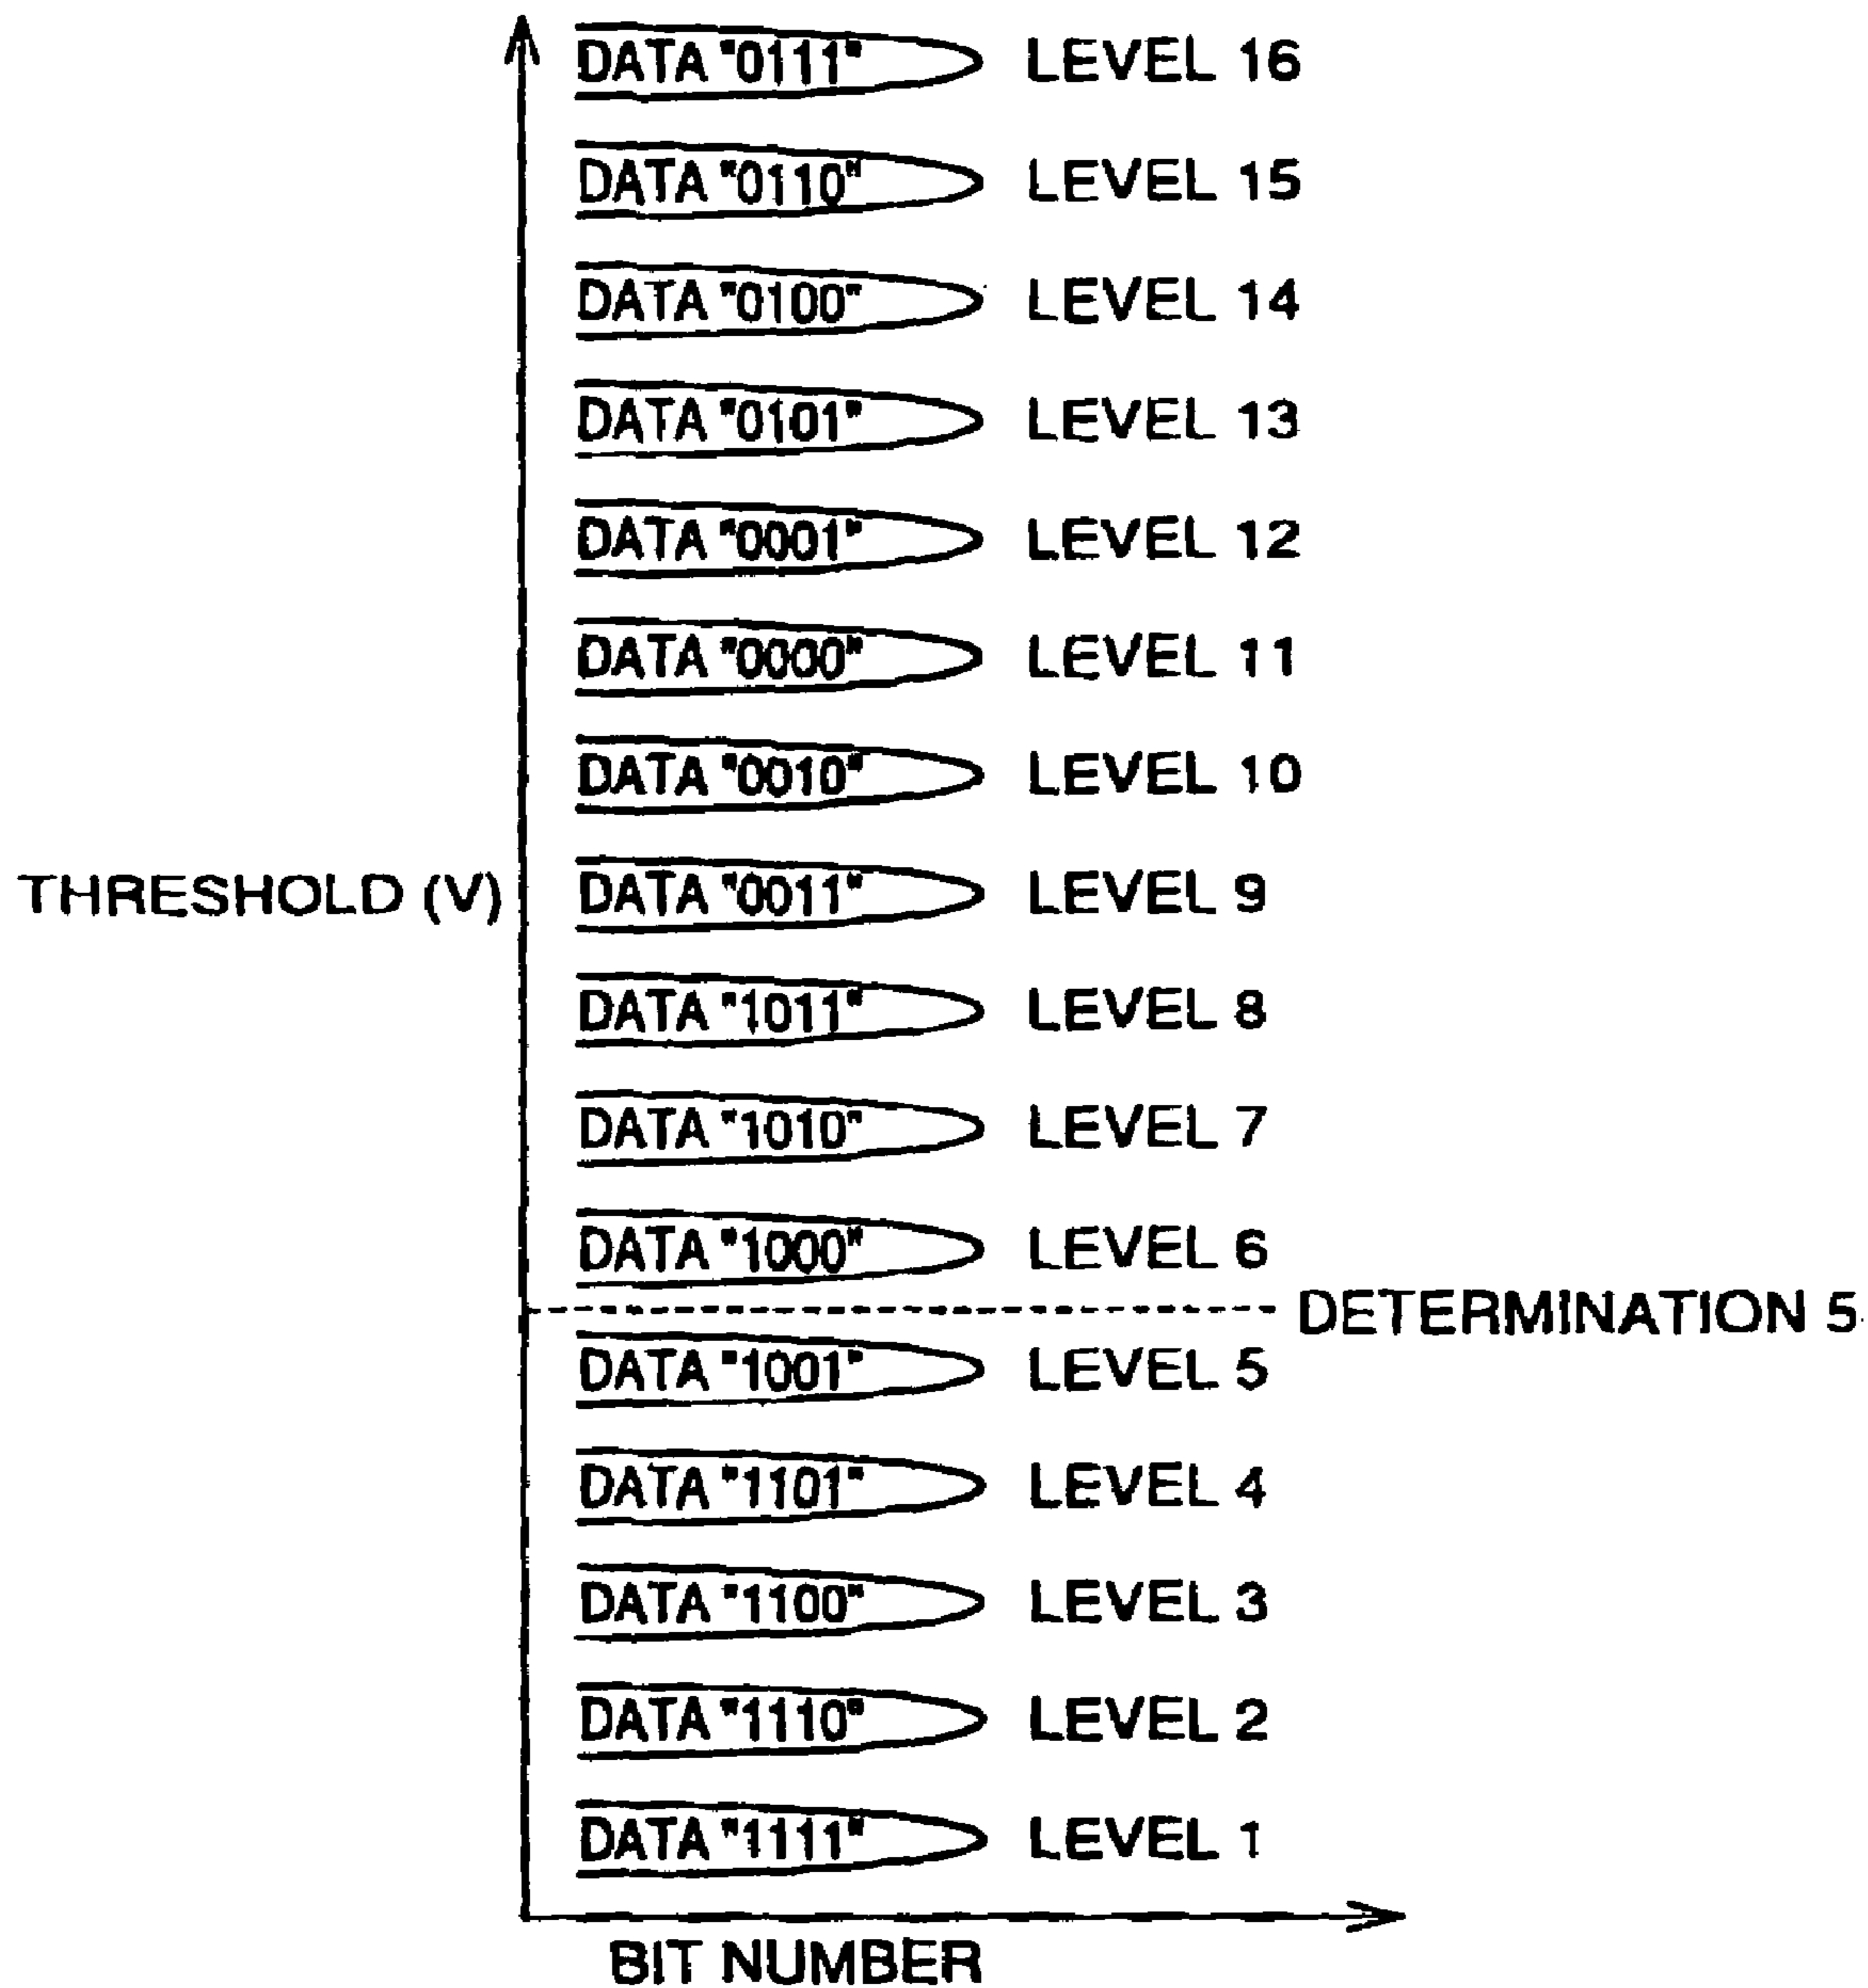 DATA "0111" LEVEL 16
DATA "0110" LEVEL 15
DATA "0100" LEVEL 14
DATA "0101" LEVEL 13
DATA "0001" LEVEL 12
DATA "0000" LEVEL 11
DATA "0010" LEVEL 10
THRESHOLD (V) DATA "0011" LEVEL 9
DATA "1011" LEVEL 8
DATA "1010" LEVEL 7
DATA "1000" LEVEL 6
DETERMINATION 5
DATA "1001" LEVEL 5
DATA "1101" LEVEL 4
DATA "1100" LEVEL 3
DATA "1110" LEVEL 2
DATA "1111" LEVEL 1
BIT NUMBER